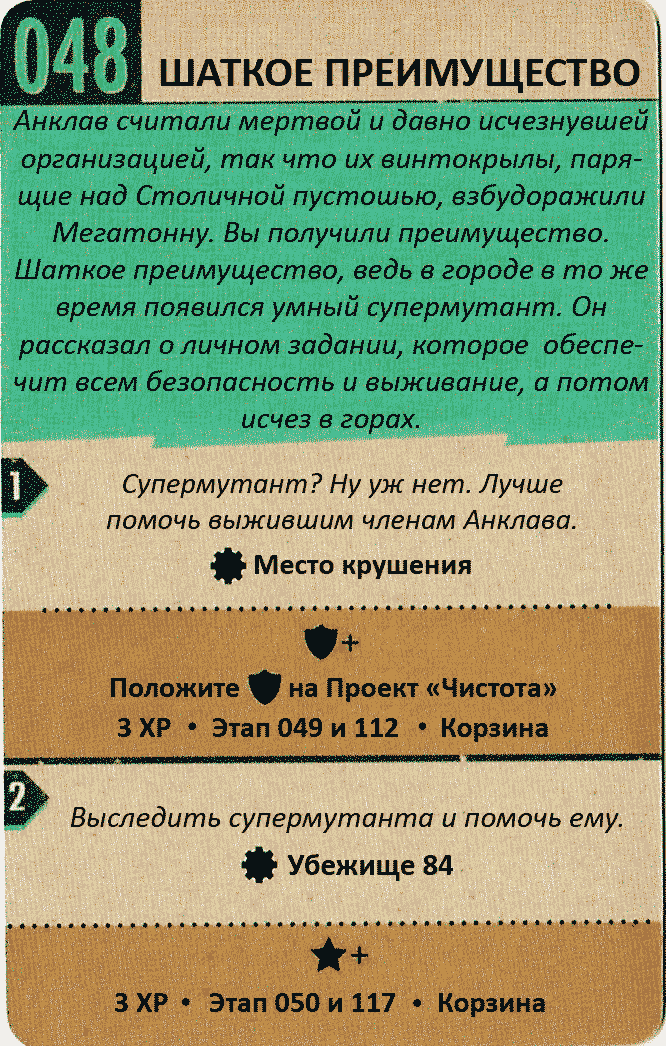 048
ШАТКОЕ ПРЕИМУЩЕСТВО
Анклав считали мертвой и давно исчезнувшей
организацией, так что их винтокрылы, паря-
щие над Столичной пустошью, взбудоражили
Мегатонну. Вы получили преимущество.
Шаткое преимущество, ведь в городе в то же
время появился умный супермутант. Он
рассказал о личном задании, которое обеспе-
чит всем безопасность и выживание, а потом
исчез в горах.
1
Супермутант? Ну уж нет. Лучше
помочь выжившим членам Анклава.
Место крушения
+
Положите на Проект «Чистота»
3 XP • Этап 049 и 112 • Корзина
2
Выследить супермутанта и помочь ему.
Убежище 84
+
3 XP • Этап 050 и 117 • Корзина